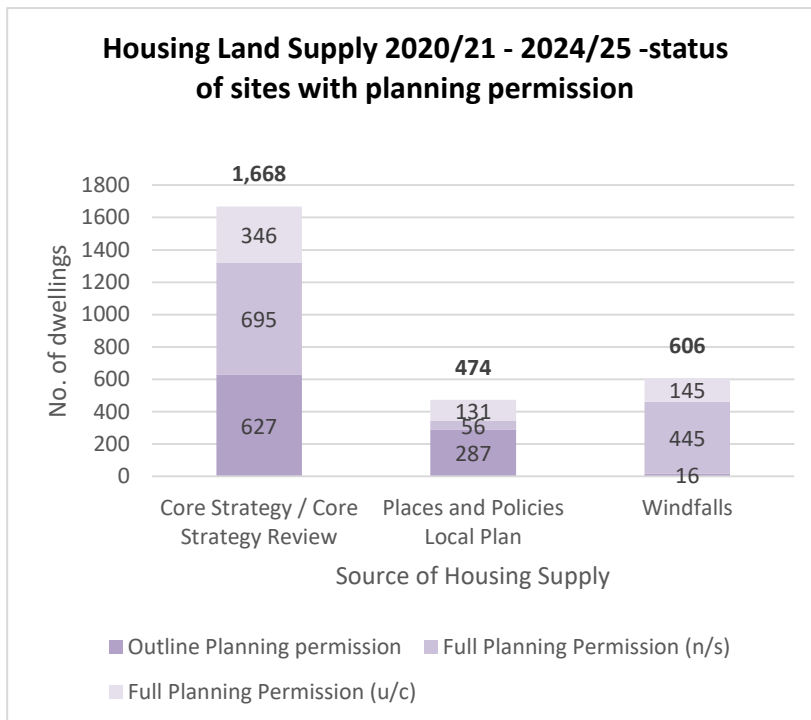 Housing Land Supply 2020/21 - 2024/25 -status
of sites with planning permission
No. of dwellings
1800
1600
1400
1200
1000
800
600
400
200
0
1,668
346
695
627
474
131
56
287
606
145
445
16
Core Strategy / Core
Strategy Review
Places and Policies
Local Plan
Windfalls
Source of Housing Supply
Outline Planning permission
Full Planning Permission (n/s)
Full Planning Permission (u/c)